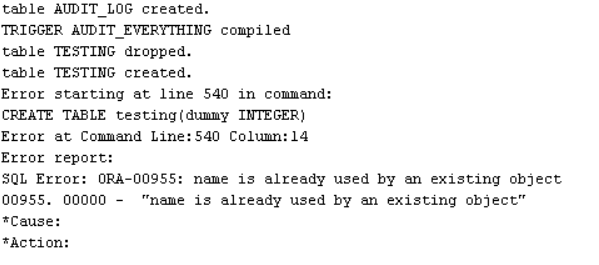 table AUDIT_LOG created.
TRIGGER AUDIT_EVERYTHING compiled
table TESTING dropped.
table TESTING created.
Error starting at line 540 in command:
CREATE TABLE testing(dummy INTEGER)
Error at Command Line:540 Column:14
Error report:
SQL Error: ORA-00955: name is already used by an existing object
00955. 00000 -  "name is already used by an existing object"
*Cause:
*Action: